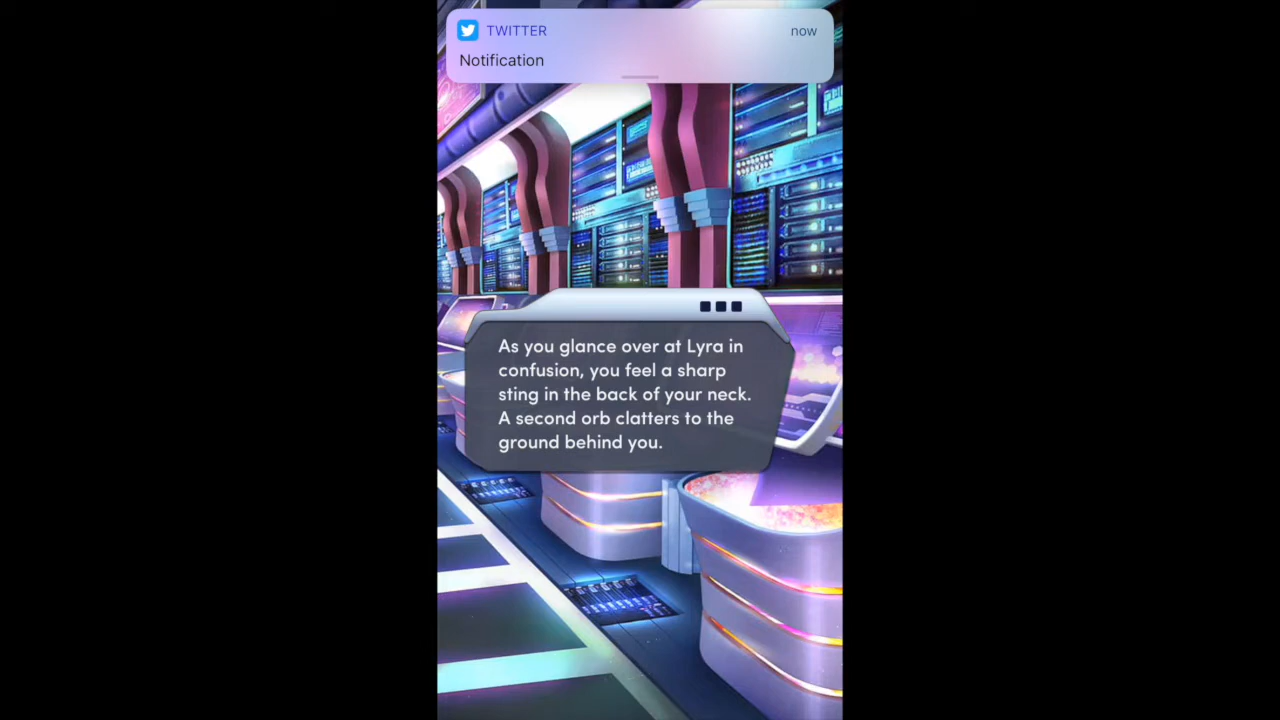 TWITTER
now
Notification
As you glance over at Lyra in
confusion, you feel a sharp
sting in the back of your neck.
A second orb clatters to the
ground behind you.